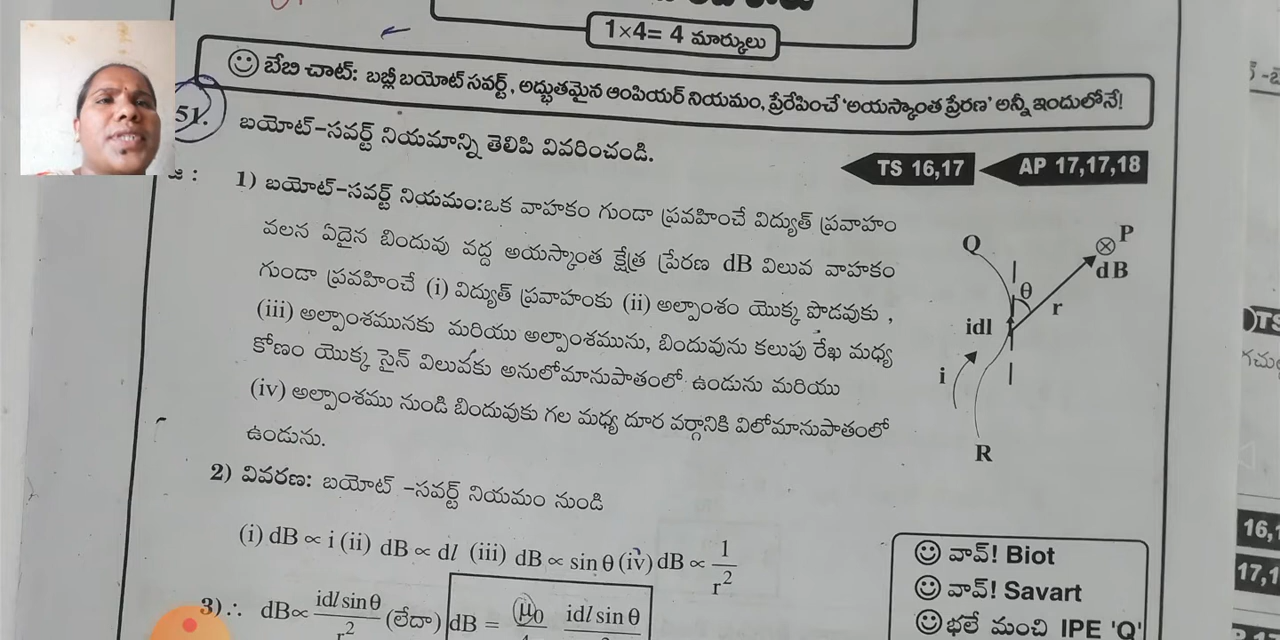 1×4= 4 మార్కులు
బేబి చాట్: బబ్లీ బయోట్ సవర్ట్, అద్భుతమైన ఆంపియర్ నియమం, ప్రేరేపించే 'అయస్కాంత ప్రేరణ' అన్నీ ఇందులోనే!
51. బయోట్-సవర్ట్ నియమాన్ని తెలిపి వివరించండి.
TS 16,17 AP 17,17,18
జ : 1) బయోట్-సవర్ట్ నియమం:ఒక వాహకం గుండా ప్రవహించే విద్యుత్ ప్రవాహం
వలన ఏదైన బిందువు వద్ద అయస్కాంత క్షేత్ర ప్రేరణ dB విలువ వాహకం
గుండా ప్రవహించే (i) విద్యుత్ ప్రవాహంకు (ii) అల్పాంశం యొక్క పొడవుకు ,
(iii) అల్పాంశమునకు మరియు అల్పాంశమును, బిందువును కలుపు రేఖ మధ్య
కోణం యొక్క సైన్ విలువకు అనులోమానుపాతంలో ఉండును మరియు
(iv) అల్పాంశము నుండి బిందువుకు గల మధ్య దూర వర్గానికి విలోమానుపాతంలో
ఉండును.
Q
P
dB
θ
r
idl
i
R
2) వివరణ: బయోట్ -సవర్ట్ నియమం నుండి
(i) dB ∝ i (ii) dB ∝ dl (iii) dB ∝ sin θ (iv) dB ∝ 1/r²
3) ∴ dB∝ idl sin θ / r² (లేదా) dB = μ0 idl sin θ
వావ్! Biot
వావ్! Savart
భలే మంచి IPE 'Q'
16,1
17,1